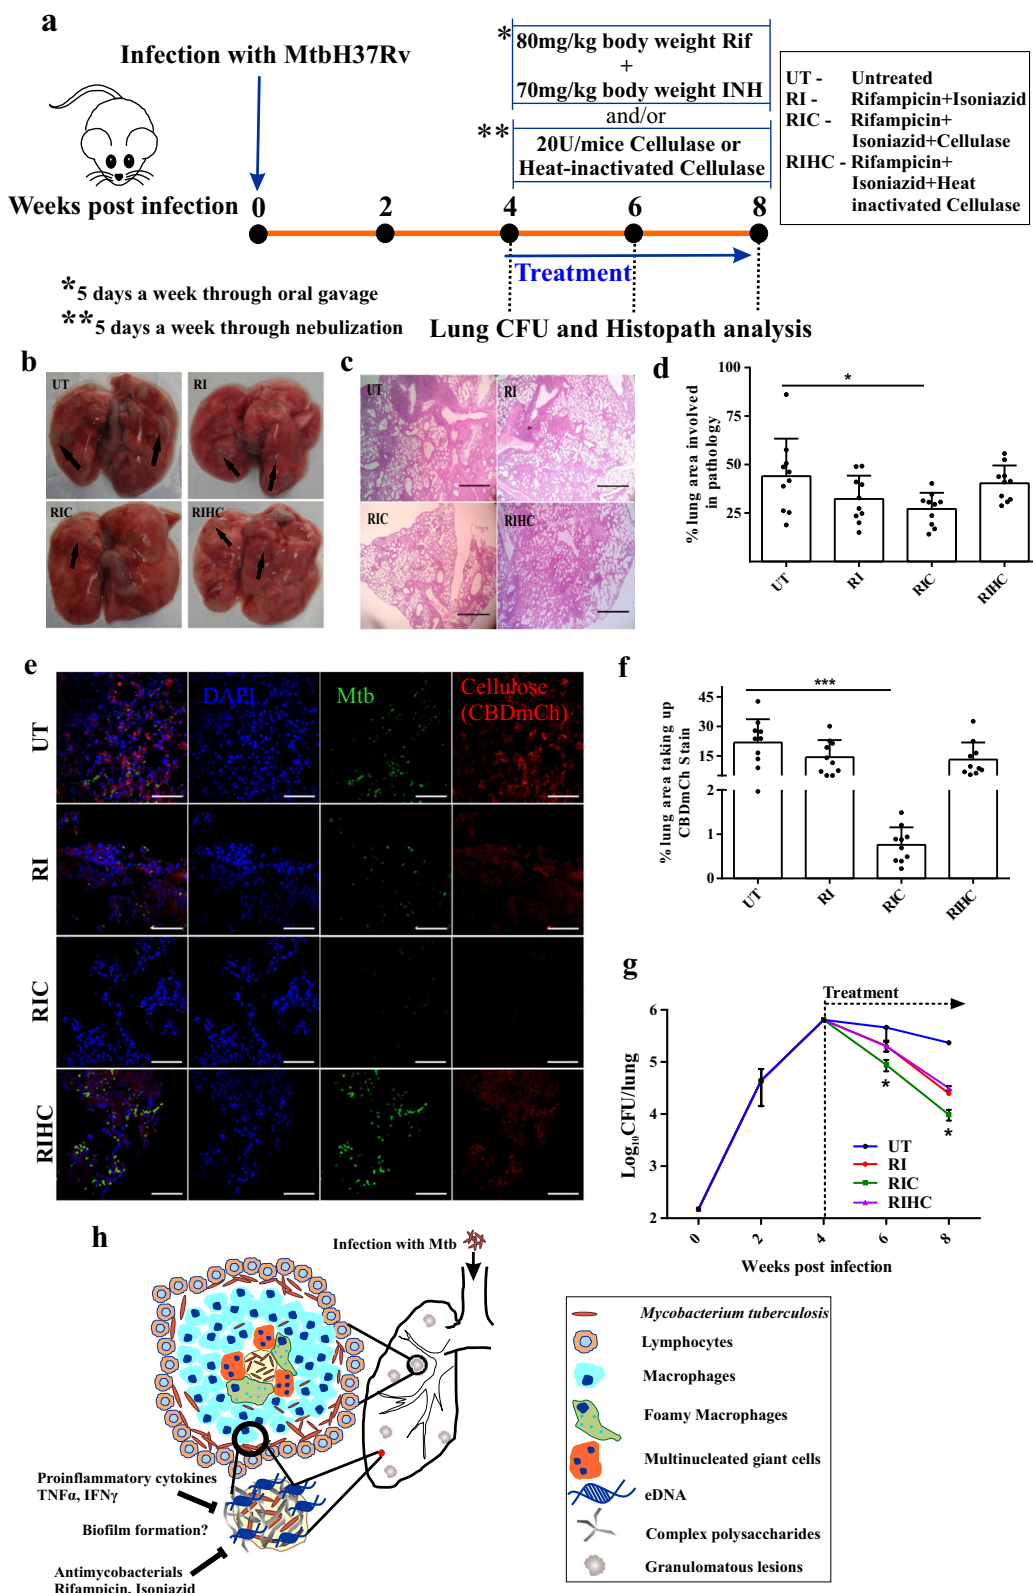 a
Infection with MtbH37Rv
* 80mg/kg body weight Rif
+
70mg/kg body weight INH
and/or
** 20U/mice Cellulase or
Heat-inactivated Cellulase
UT - Untreated
RI - Rifampicin+Isoniazid
RIC - Rifampicin+
Isoniazid+Cellulase
RIHC - Rifampicin+
Isoniazid+Heat
inactivated Cellulase
Weeks post infection 0 2 4 6 8
Treatment
*5 days a week through oral gavage
**5 days a week through nebulization
Lung CFU and Histopath analysis
b
UT
RI
RIC
RIHC
c
UT
RI
RIC
RIHC
d
% lung area involved
in pathology
100
75
50
25
*
UT RI RIC RIHC
e
DAPI
Mtb
Cellulose
(CBDmCh)
UT
RI
RIC
RIHC
f
% lung area taking up
CBDmCh Stain
45
30
15
2
1
0
***
UT RI RIC RIHC
g
Treatment
Log10CFU/lung
6
5
4
3
2
*
*
UT
RI
RIC
RIHC
0 2 4 6 8
Weeks post infection
h
Infection with Mtb
Proinflammatory cytokines
TNFα, IFNγ
Biofilm formation?
Antimycobacterials
Rifampicin, Isoniazid
Mycobacterium tuberculosis
Lymphocytes
Macrophages
Foamy Macrophages
Multinucleated giant cells
eDNA
Complex polysaccharides
Granulomatous lesions